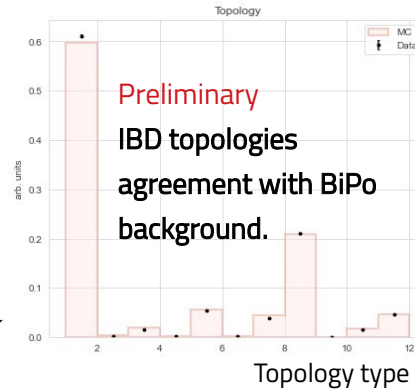 Topology
MC
Data
0.6
0.5
0.4
0.3
0.2
0.1
0.0
arb. units
Preliminary
IBD topologies
agreement with BiPo
background.
2 4 6 8 10 12
Topology type